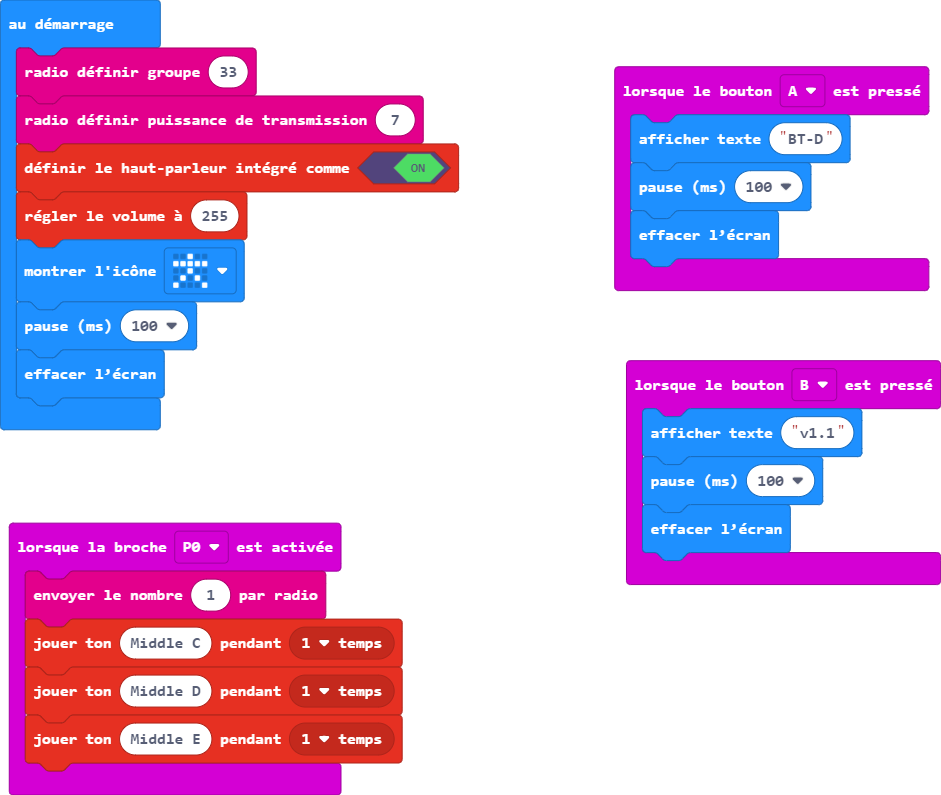 au démarrage
radio définir groupe 33
radio définir puissance de transmission 7
définir le haut-parleur intégré comme ON
régler le volume à 255
montrer l'icône
pause (ms) 100
effacer l’écran
lorsque le bouton A est pressé
afficher texte "BT-D"
pause (ms) 100
effacer l’écran
lorsque le bouton B est pressé
afficher texte "v1.1"
pause (ms) 100
effacer l’écran
lorsque la broche P0 est activée
envoyer le nombre 1 par radio
jouer ton Middle C pendant 1 temps
jouer ton Middle D pendant 1 temps
jouer ton Middle E pendant 1 temps